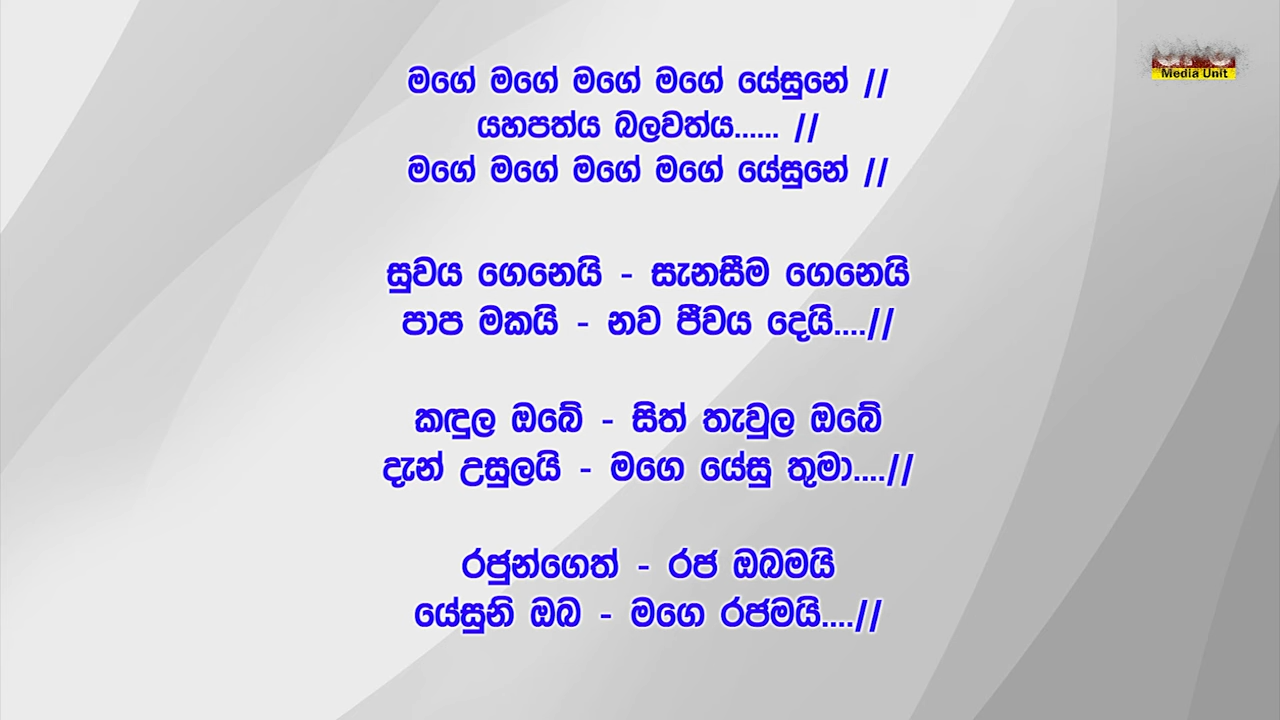 මගේ මගේ මගේ මගේ යේසුනේ //
යහපත්ය බලවත්ය...... //
මගේ මගේ මගේ මගේ යේසුනේ //
සුවය ගෙනෙයි - සැනසීම ගෙනෙයි
පාප මකයි - නව ජීවය දෙයි....//
කඳුල ඔබේ - සිත් තැවුල ඔබේ
දැන් උසුලයි - මගෙ යේසු තුමා....//
රජුන්ගෙත් - රජ ඔබමයි
යේසුනි ඔබ - මගෙ රජමයි....//
Media Unit